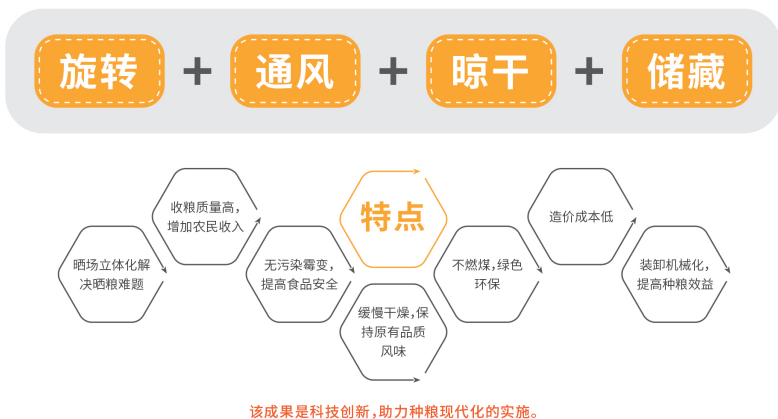 旋转 + 通风 + 晾干 + 储藏
特点
晒场立体化解
决晒粮难题
收粮质量高，
增加农民收入
无污染霉变，
提高食品安全
缓慢干燥，保
持原有品质
风味
不燃煤，绿色
环保
造价成本低
装卸机械化，
提高种粮效益
该成果是科技创新，助力种粮现代化的实施。